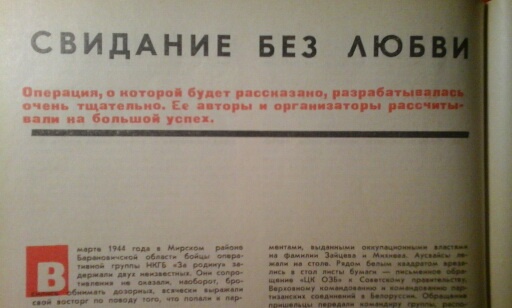 СВИДАНИЕ БЕЗ ЛЮБВИ
Операция, о которой будет рассказано, разрабатывалась
очень тщательно. Ее авторы и организаторы рассчиты-
вали на большой успех.
В марте 1944 года в Мирском районе
Барановичской области бойцы опера-
тивной группы НКГБ «За родину» за-
держали двух неизвестных. Они сопро-
тивления не оказали, наоборот, бро-
обнимать дозорных, всячески выражали
свой восторг по поводу того, что попали к пар-
ментами, выданными оккупационными властями
на фамилии Зайцева и Михеева. Аусвайсы ле-
жали на столе. Рядом белым квадратом врезa-
лись в стол листы бумаги — письменное обра-
щение «ЦК ОЗБ» к Советскому правительству,
Верховному командованию и командованию пар-
тизанских соединений в Белоруссии. Обращение
пришельцы передали командиру группы,